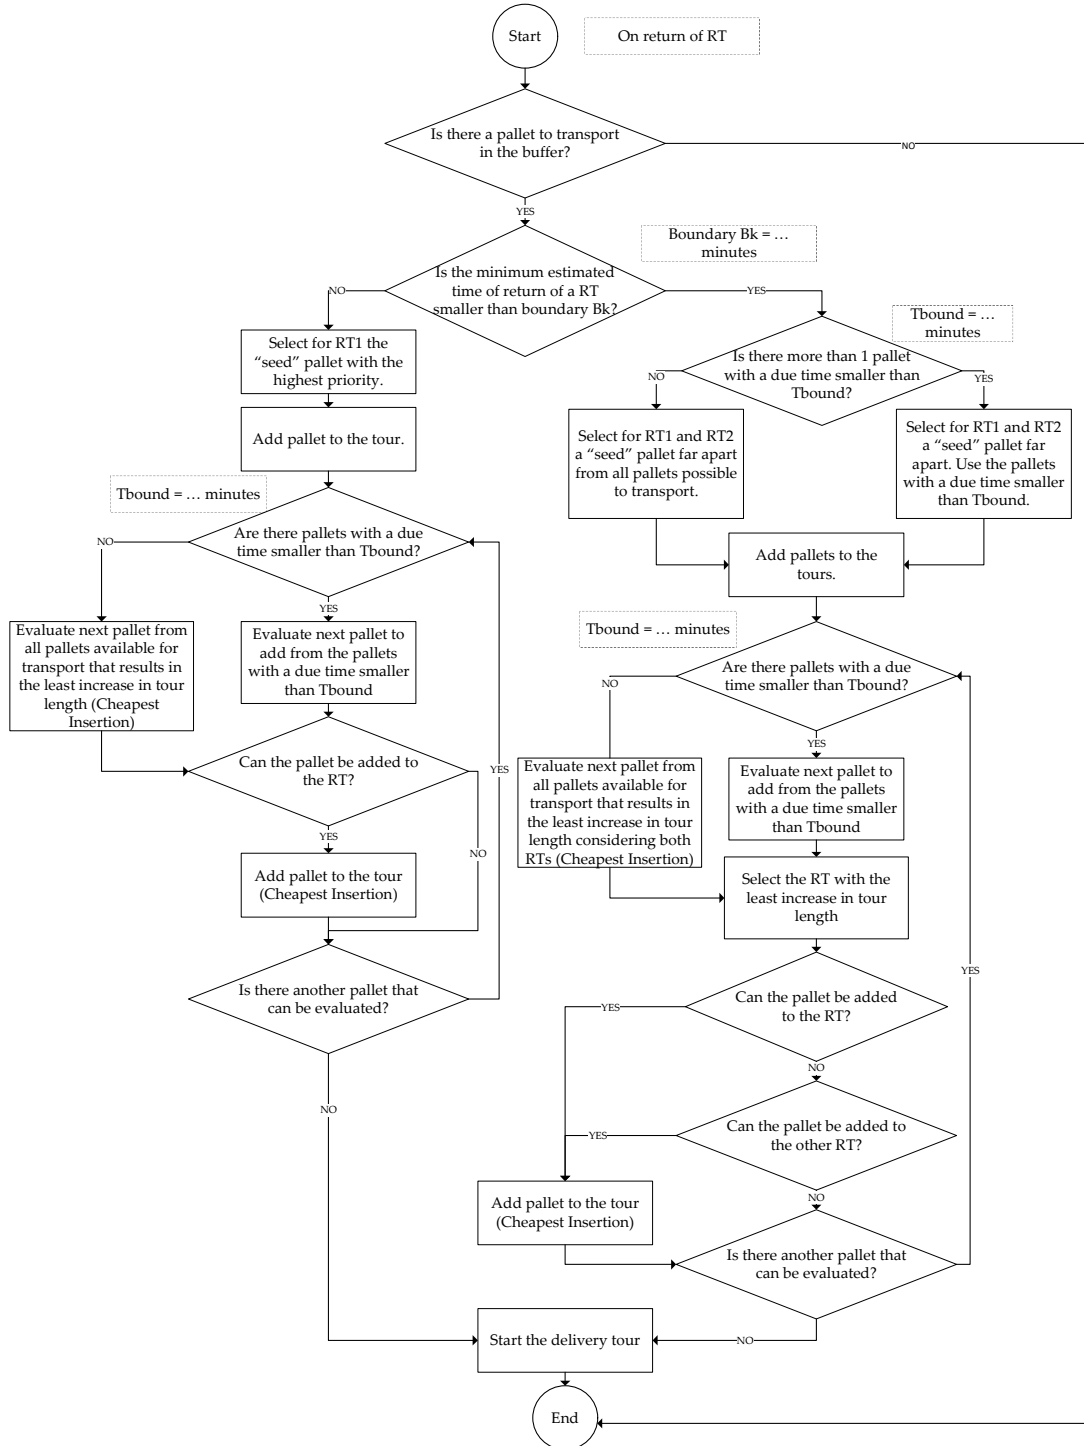 Start
On return of RT
Is there a pallet to transport
in the buffer?
NO
YES
Boundary Bk = …
minutes
Is the minimum estimated
time of return of a RT
smaller than boundary Bk?
NO
YES
Tbound = …
minutes
Select for RT1 the
“seed” pallet with the
highest priority.
Is there more than 1 pallet
with a due time smaller than
Tbound?
NO
YES
Add pallet to the tour.
Select for RT1 and RT2
a “seed” pallet far apart
from all pallets possible
to transport.
Select for RT1 and RT2
a “seed” pallet far
apart. Use the pallets
with a due time smaller
than Tbound.
Tbound = … minutes
Are there pallets with a due
time smaller than Tbound?
NO
YES
Add pallets to the
tours.
Evaluate next pallet from
all pallets available for
transport that results in
the least increase in tour
length (Cheapest
Insertion)
Evaluate next pallet to
add from the pallets
with a due time smaller
than Tbound
Tbound = … minutes
Are there pallets with a due
time smaller than Tbound?
NO
YES
Can the pallet be added to
the RT?
YES
YES
NO
Evaluate next pallet from
all pallets available for
transport that results in
the least increase in tour
length considering both
RTs (Cheapest Insertion)
Evaluate next pallet to
add from the pallets
with a due time smaller
than Tbound
Add pallet to the tour
(Cheapest Insertion)
Select the RT with the
least increase in tour
length
Is there another pallet that
can be evaluated?
NO
Can the pallet be added
to the RT?
YES
NO
YES
Can the pallet be added to
the other RT?
YES
NO
Add pallet to the tour
(Cheapest Insertion)
Is there another pallet that
can be evaluated?
NO
Start the delivery tour
End